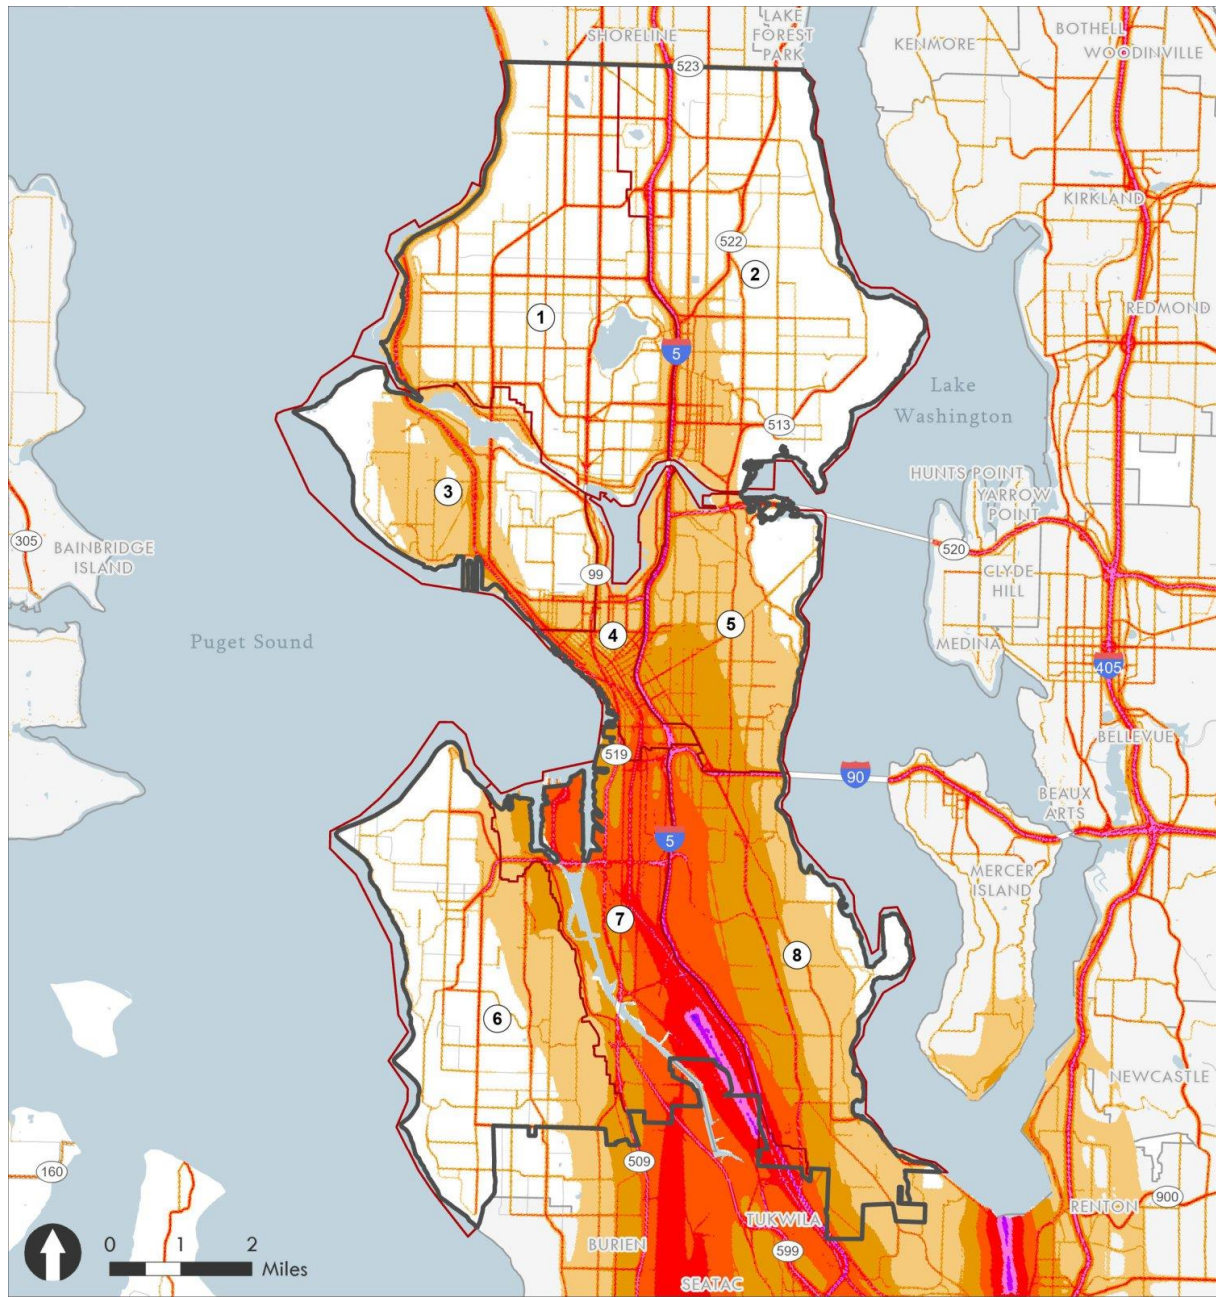 SHORELINE
LAKE
FOREST
PARK
KENMORE
BOTHELL
WOODINVILLE
523
KIRKLAND
522
2
1
REDMOND
5
Lake
Washington
513
HUNTS POINT
YARROW
POINT
3
305
BAINBRIDGE
ISLAND
520
CLYDE
HILL
99
4
5
Puget Sound
MEDINA
405
BELLEVUE
519
90
BEAUX
ARTS
5
MERCER
ISLAND
7
8
6
NEWCASTLE
160
509
900
RENTON
TUKWILA
BURIEN
599
SEATAC
0 1 2
Miles